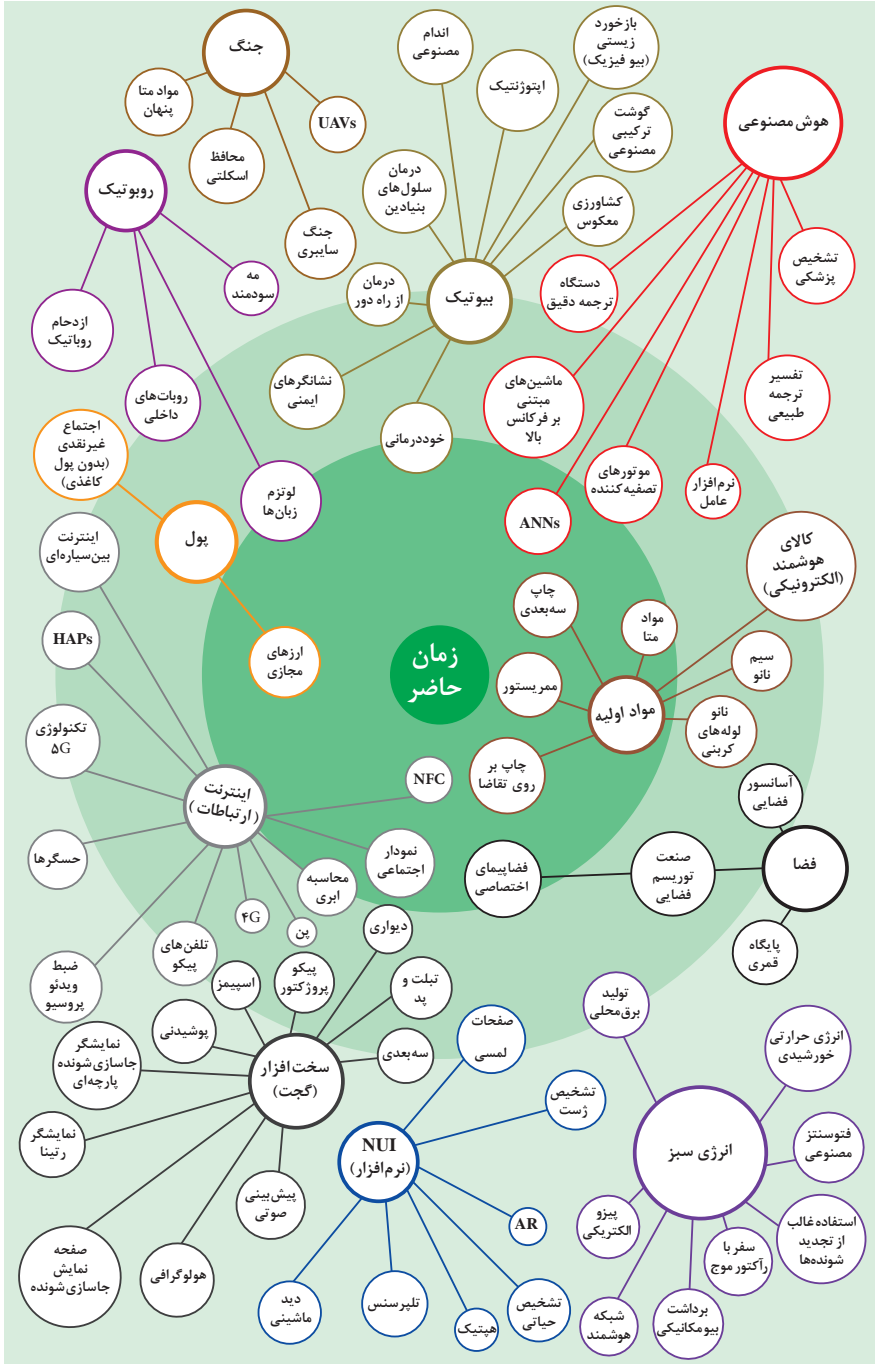 جنگ
مواد متا
پنهان
محافظ
اسکلتی
UAVs
جنگ
سایبری
روبوتیک
مه
سودمند
ازدحام
روباتیک
روبات‌های
داخلی
لوتزم
زبان‌ها
اندام
مصنوعی
بازخورد
زیستی
(بیو فیزیک)
اپتوژنتیک
گوشت
ترکیبی
مصنوعی
درمان
سلول‌های
بنیادین
کشاورزی
معکوس
بیوتیک
درمان
از راه دور
نشانگرهای
ایمنی
خوددرمانی
هوش مصنوعی
تشخیص
پزشکی
دستگاه
ترجمه دقیق
تفسیر
ترجمه
طبیعی
ماشین‌های
مبتنی
بر فرکانس
بالا
موتورهای
تصفیه‌کننده
نرم‌افزار
عامل
ANNs
اجتماع
غیرنقدی
(بدون پول
کاغذی)
پول
ارزهای
مجازی
زمان
حاضر
کالای
هوشمند
(الکترونیکی)
چاپ
سه‌بعدی
مواد
متا
سیم
نانو
ممریستور
مواد اولیه
نانو
لوله‌های
کربنی
چاپ بر
روی تقاضا
اینترنت
بین‌سیاره‌ای
HAPs
تکنولوژی
۵G
اینترنت
(ارتباطات)
NFC
حسگرها
نمودار
اجتماعی
محاسبه
ابری
۴G
پن
تلفن‌های
پیکو
ضبط
ویدئو
پروسیو
آسانسور
فضایی
فضا
صنعت
توریسم
فضایی
فضاپیمای
اختصاصی
پایگاه
قمری
دیواری
پیکو
پروژکتور
اسپیمز
تبلت و
پد
پوشیدنی
سه‌بعدی
نمایشگر
جاسازی‌شونده
پارچه‌ای
سخت‌افزار
(گجت)
نمایشگر
رتینا
پیش‌بینی
صوتی
هولوگرافی
صفحه
نمایش
جاسازی‌شونده
صفحات
لمسی
تشخیص
ژست
NUI
(نرم‌افزار)
AR
تشخیص
حیاتی
هپتیک
تلپرسنس
دید
ماشینی
تولید
برق‌محلی
انرژی حرارتی
خورشیدی
انرژی سبز
فتوسنتز
مصنوعی
استفاده غالب
از تجدید
شونده‌ها
پیزو
الکتریکی
سفر با
رآکتور موج
برداشت
بیومکانیکی
شبکه
هوشمند